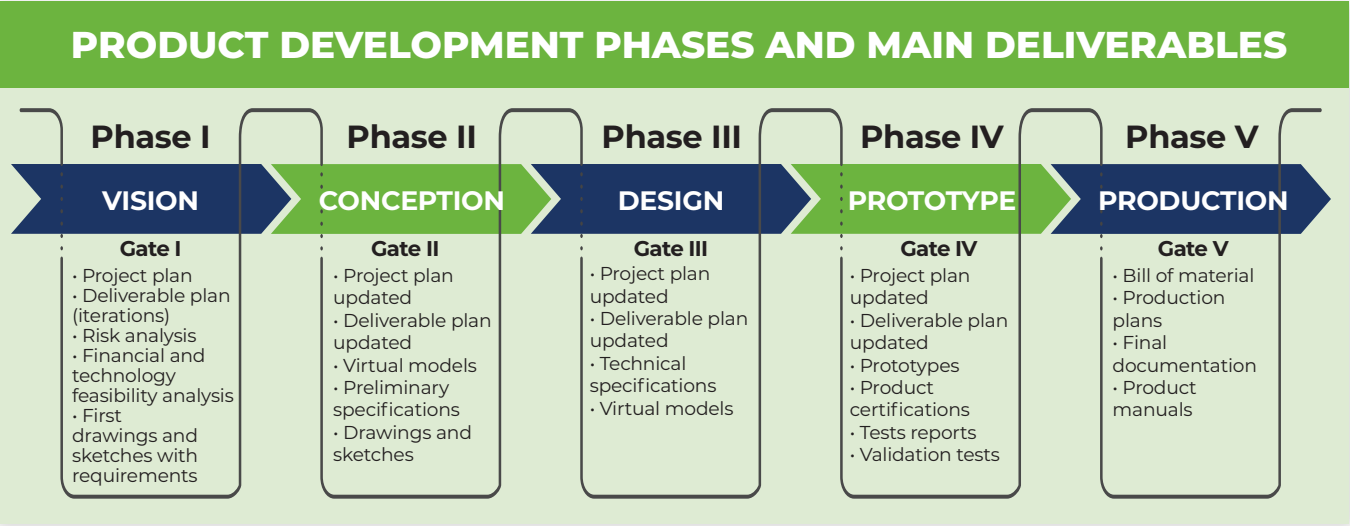 PRODUCT DEVELOPMENT PHASES AND MAIN DELIVERABLES
Phase I
VISION
Gate I
· Project plan
· Deliverable plan
(iterations)
· Risk analysis
· Financial and
technology
feasibility analysis
· First
drawings and
sketches with
requirements
Phase II
CONCEPTION
Gate II
· Project plan
updated
· Deliverable plan
updated
· Virtual models
· Preliminary
specifications
· Drawings and
sketches
Phase III
DESIGN
Gate III
· Project plan
updated
· Deliverable plan
updated
· Technical
specifications
· Virtual models
Phase IV
PROTOTYPE
Gate IV
· Project plan
updated
· Deliverable plan
updated
· Prototypes
· Product
certifications
· Tests reports
· Validation tests
Phase V
PRODUCTION
Gate V
· Bill of material
· Production
plans
· Final
documentation
· Product
manuals